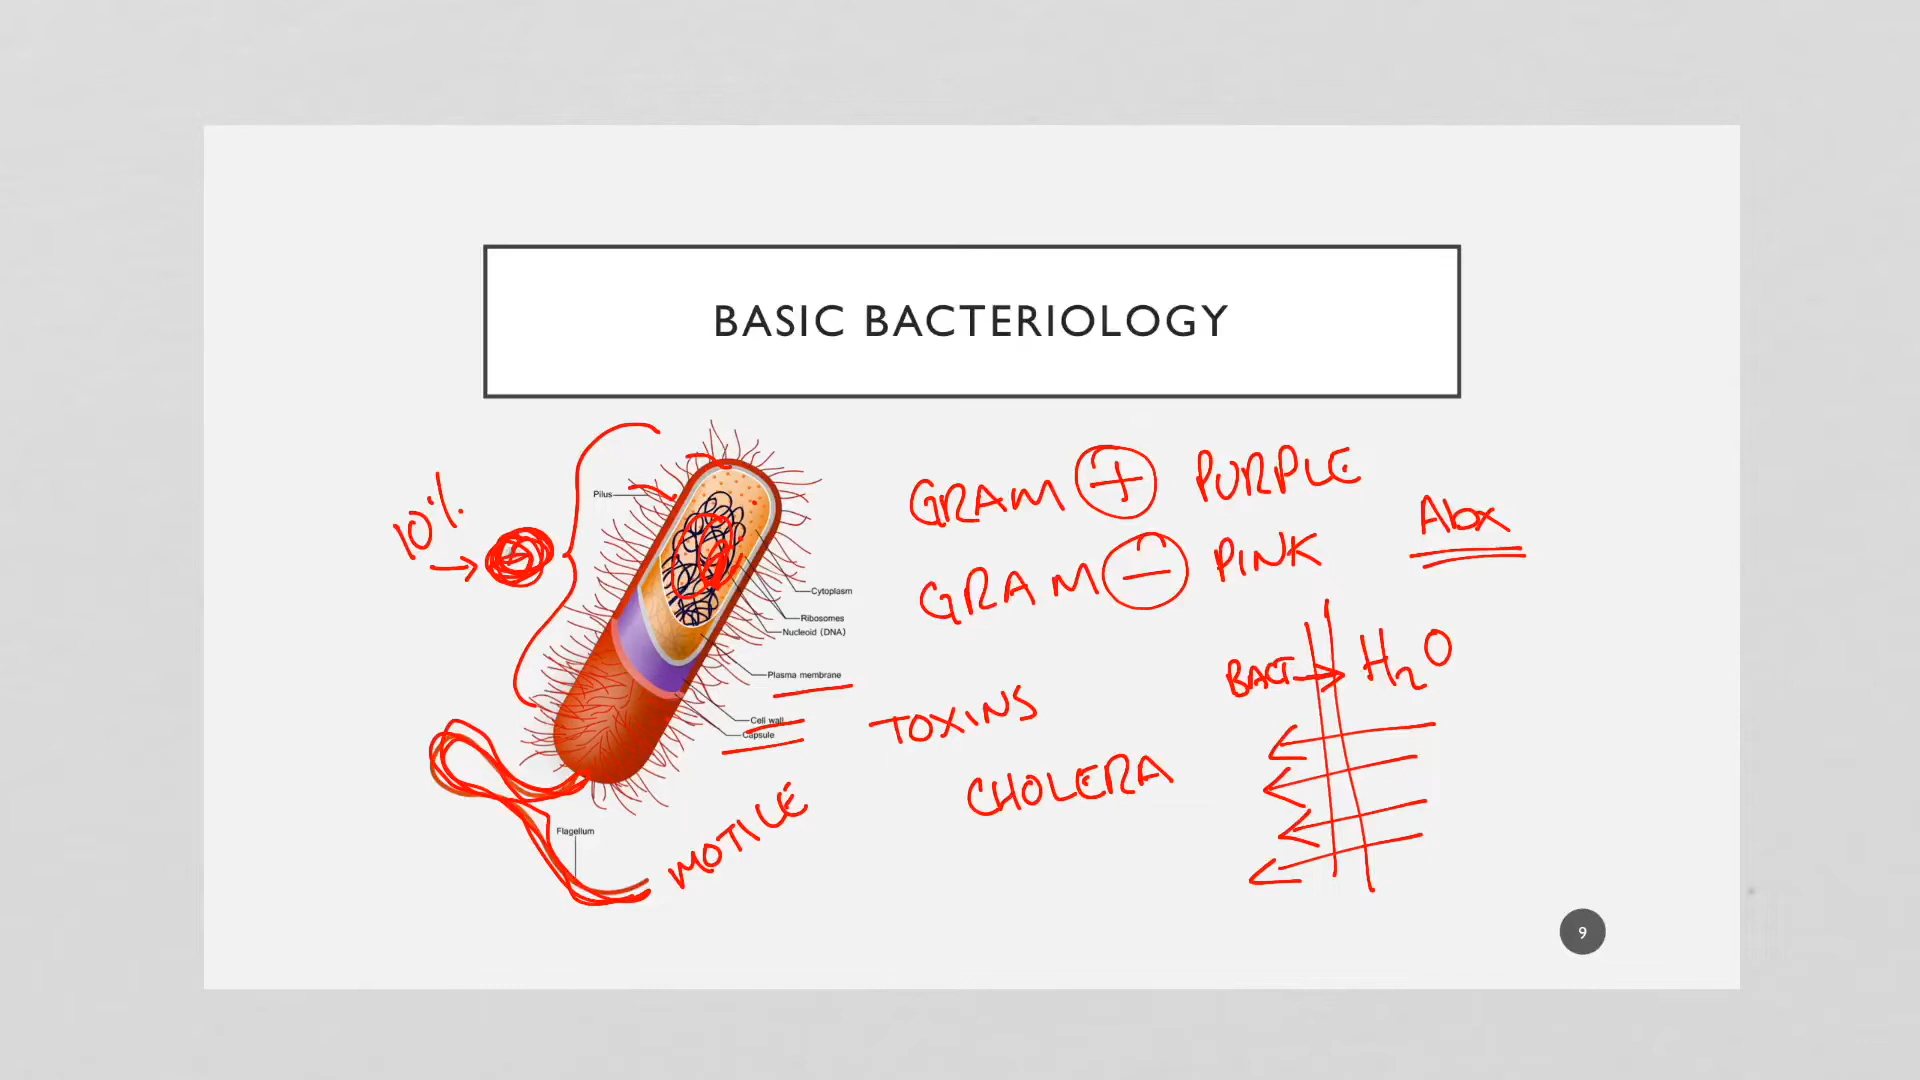 BASIC BACTERIOLOGY
10%
Pilus
Cytoplasm
Ribosomes
Nucleoid (DNA)
Plasma membrane
Cell wall
Capsule
Flagellum
MOTILE
GRAM + PURPLE
GRAM - PINK
Abx
TOXINS
CHOLERA
BACT → H₂O
9